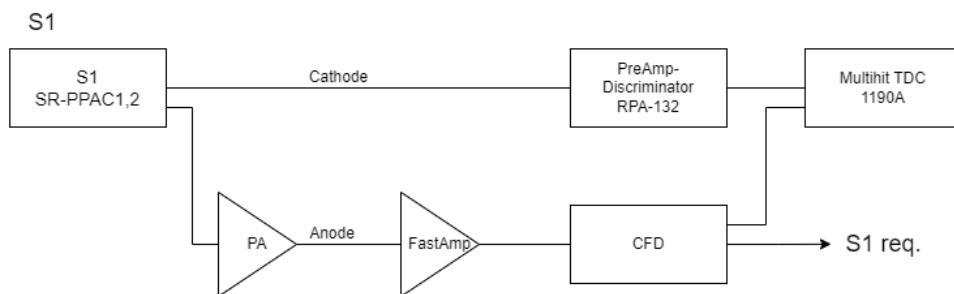 S1
S1
SR-PPAC1,2
Cathode
PreAmp-
Discriminator
RPA-132
Multihit TDC
1190A
PA
Anode
FastAmp
CFD
S1 req.